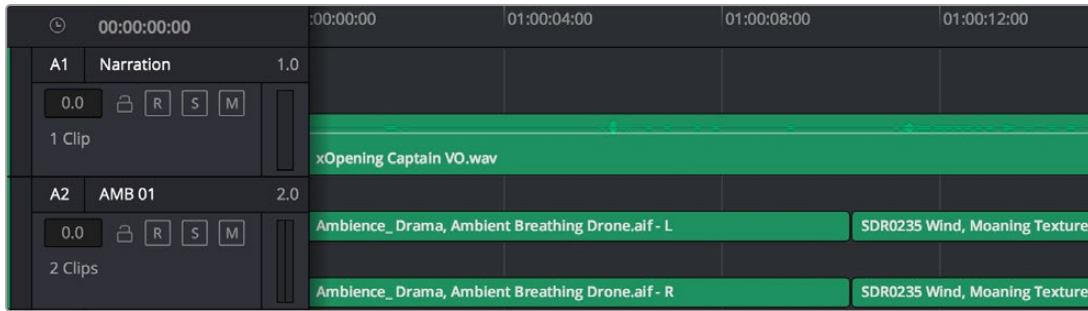 00:00:00:00
:00:00:00 01:00:04:00 01:00:08:00 01:00:12:00
A1 Narration 1.0
0.0 R S M
1 Clip
xOpening Captain VO.wav
A2 AMB 01 2.0
Ambience_ Drama, Ambient Breathing Drone.aif - L SDR0235 Wind, Moaning Texture
0.0 R S M
2 Clips
Ambience_ Drama, Ambient Breathing Drone.aif - R SDR0235 Wind, Moaning Texture